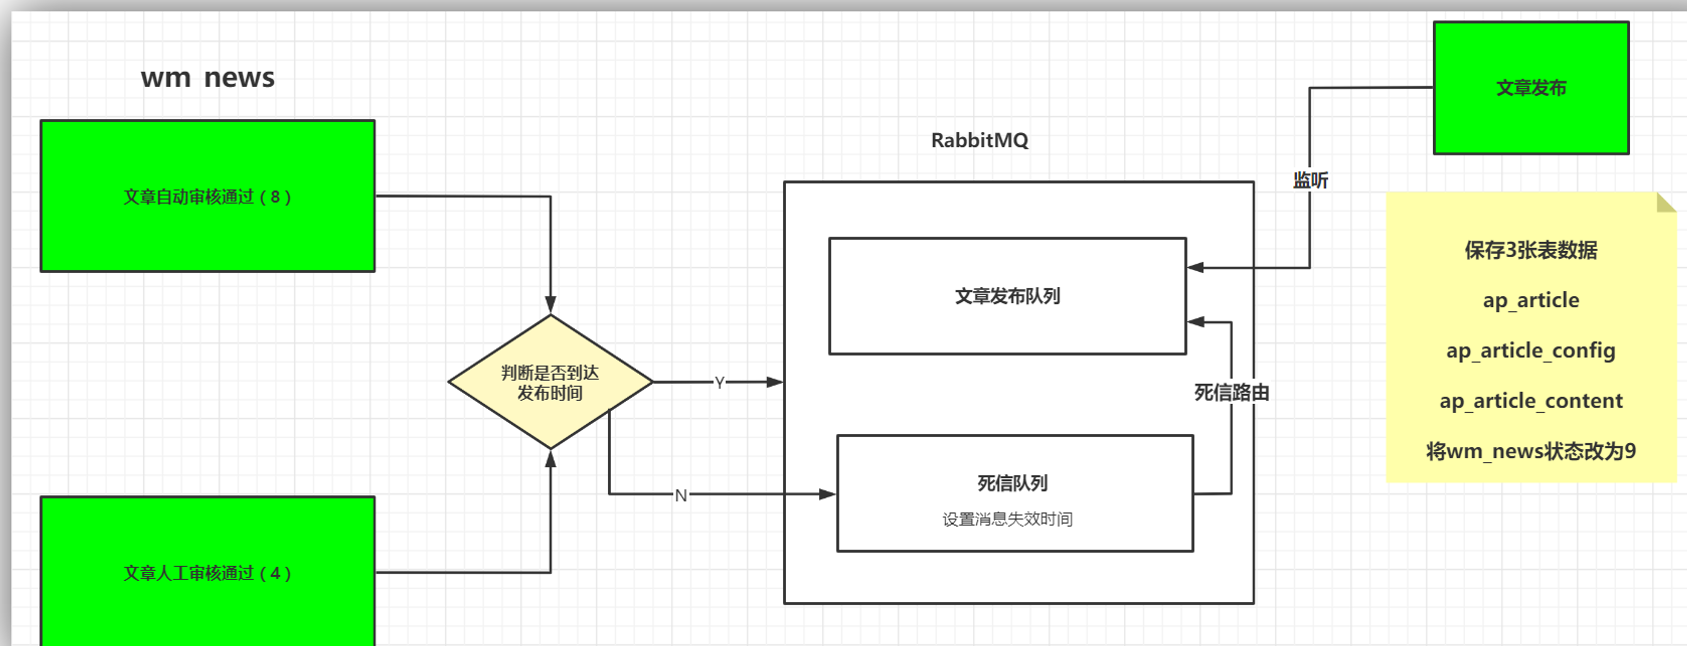 wm news
文章自动审核通过（8）
判断是否到达
发布时间
文章人工审核通过（4）
Y
N
RabbitMQ
文章发布队列
死信队列
设置消息失效时间
死信路由
监听
文章发布
保存3张表数据
ap_article
ap_article_config
ap_article_content
将wm_news状态改为9